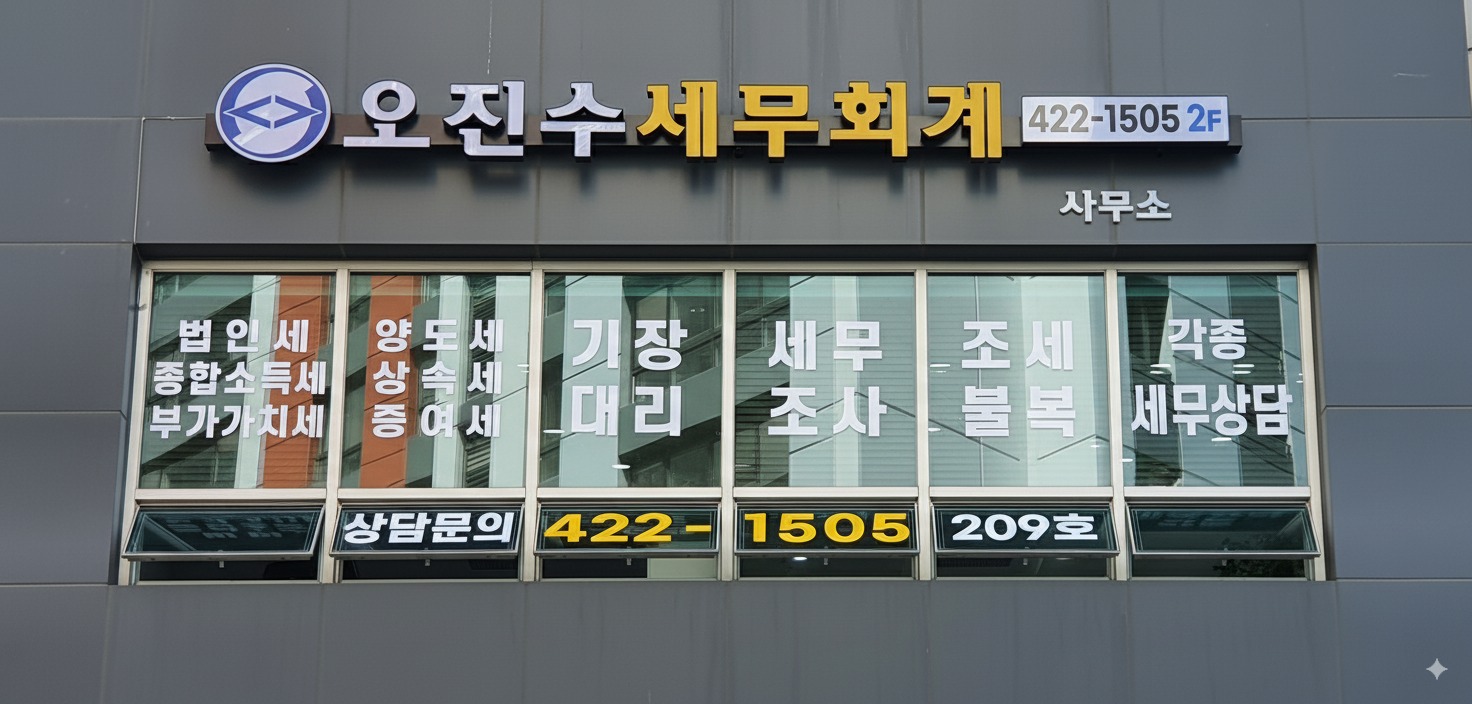 오진수세무회계 422-1505 2F
사무소
법인세
종합소득세
부가가치세
양도세
상속세
증여세
기장
대리
세무
조사
조세
불복
각종
세무상담
상담문의 422-1505 209호